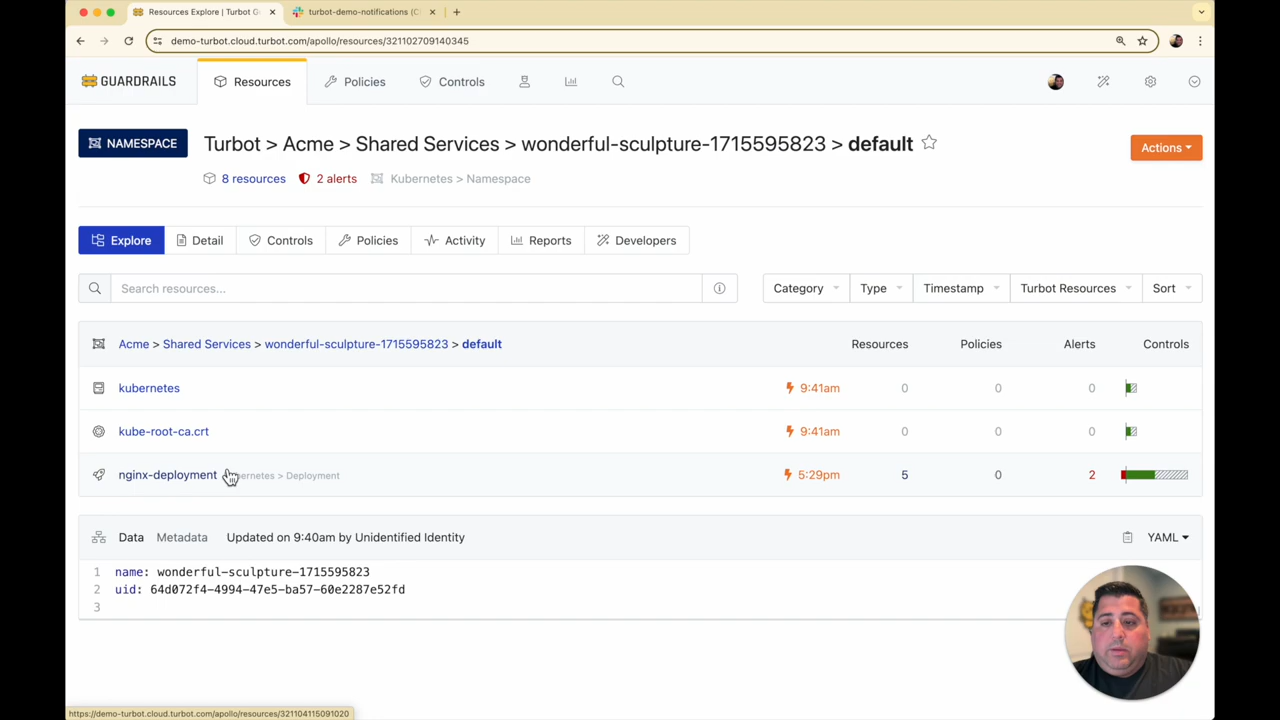 Resources Explore | Turbot G
turbot-demo-notifications (C
demo-turbot.cloud.turbot.com/apollo/resources/321102709140345
GUARDRAILS
Resources
Policies
Controls
NAMESPACE
Turbot > Acme > Shared Services > wonderful-sculpture-1715595823 > default
Actions
8 resources
2 alerts
Kubernetes > Namespace
Explore
Detail
Controls
Policies
Activity
Reports
Developers
Search resources...
Category
Type
Timestamp
Turbot Resources
Sort
Acme > Shared Services > wonderful-sculpture-1715595823 > default
Resources
Policies
Alerts
Controls
kubernetes
9:41am
0
0
0
kube-root-ca.crt
9:41am
0
0
0
nginx-deployment
ernetes > Deployment
5:29pm
5
0
2
Data
Metadata
Updated on 9:40am by Unidentified Identity
YAML
1 name: wonderful-sculpture-1715595823
2 uid: 64d072f4-4994-47e5-ba57-60e2287e52fd
3
https://demo-turbot.cloud.turbot.com/apollo/resources/321104115091020